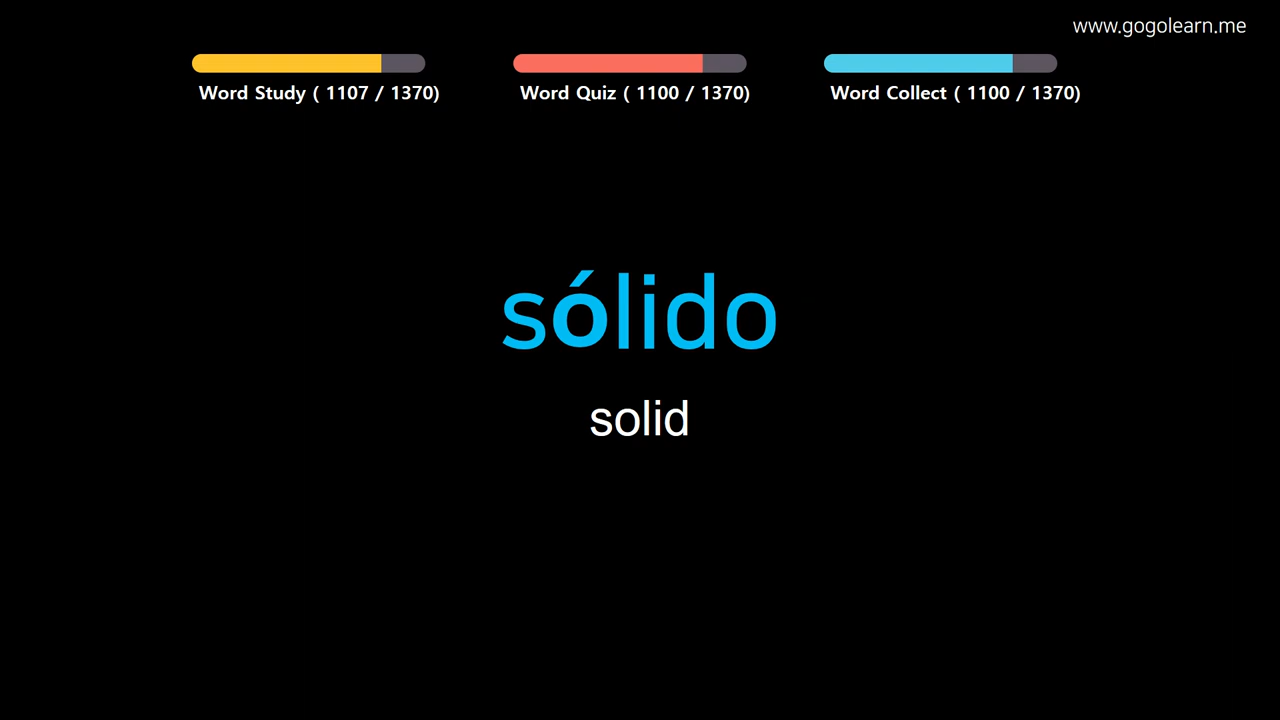 www.gogolearn.me
Word Study ( 1107 / 1370)
Word Quiz ( 1100 / 1370)
Word Collect ( 1100 / 1370)
sólido
solid